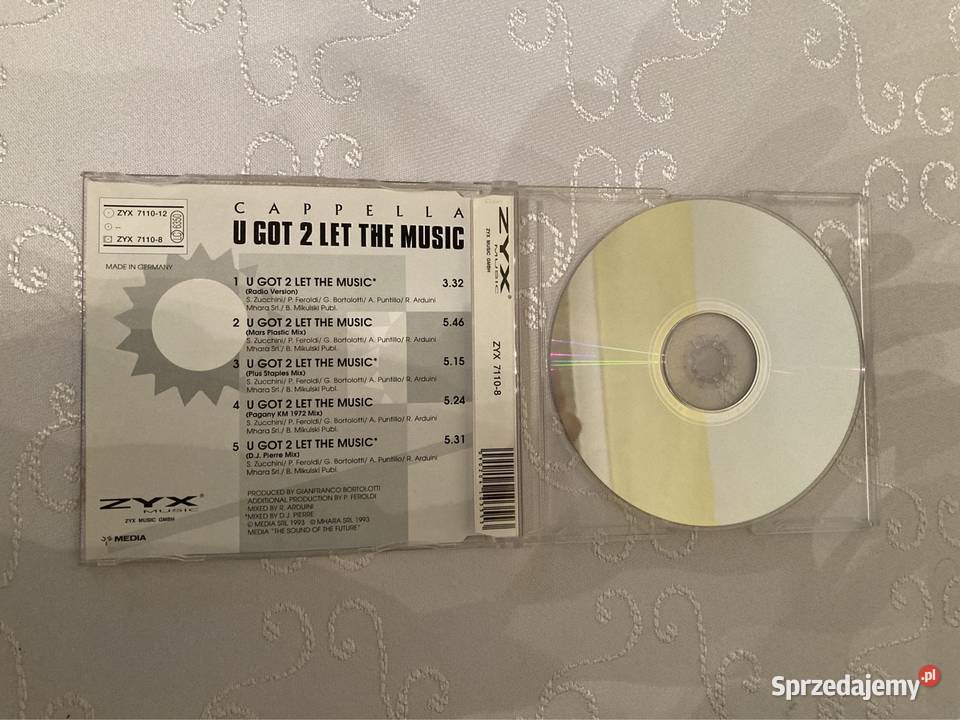 ZYX 7110-12
--
ZYX 7110-8
MADE IN GERMANY
CAPPELLA
U GOT 2 LET THE MUSIC
1 U GOT 2 LET THE MUSIC* 3.32
(Radio Version)
S. Zucchini/ P. Feroldi/ G. Bortolotti/ A. Puntillo/ R. Arduini
Mhara Srl./ B. Mikulski Publ.
2 U GOT 2 LET THE MUSIC 5.46
(Mars Plastic Mix)
S. Zucchini/ P. Feroldi/ G. Bortolotti/ A. Puntillo/ R. Arduini
Mhara Srl./ B. Mikulski Publ.
3 U GOT 2 LET THE MUSIC* 5.15
(Plus Staples Mix)
S. Zucchini/ P. Feroldi/ G. Bortolotti/ A. Puntillo/ R. Arduini
Mhara Srl./ B. Mikulski Publ.
4 U GOT 2 LET THE MUSIC 5.24
(Pagany KM 1972 Mix)
S. Zucchini/ P. Feroldi/ G. Bortolotti/ A. Puntillo/ R. Arduini
Mhara Srl./ B. Mikulski Publ.
5 U GOT 2 LET THE MUSIC* 5.31
(D.J. Pierre Mix)
S. Zucchini/ P. Feroldi/ G. Bortolotti/ A. Puntillo/ R. Arduini
Mhara Srl./ B. Mikulski Publ.
PRODUCED BY GIANFRANCO BORTOLOTTI
ADDITIONAL PRODUCTION BY P. FEROLDI
MIXED BY R. ARDUINI
*MIXED BY D.J. PIERRE
© MEDIA SRL 1993 ℗ MHARA SRL 1993
MEDIA "THE SOUND OF THE FUTURE"
ZYX®
MUSIC
ZYX MUSIC GMBH
MEDIA
ZYX®
MUSIC
ZYX MUSIC GMBH
ZYX 7110-8
Sprzedajemy.pl